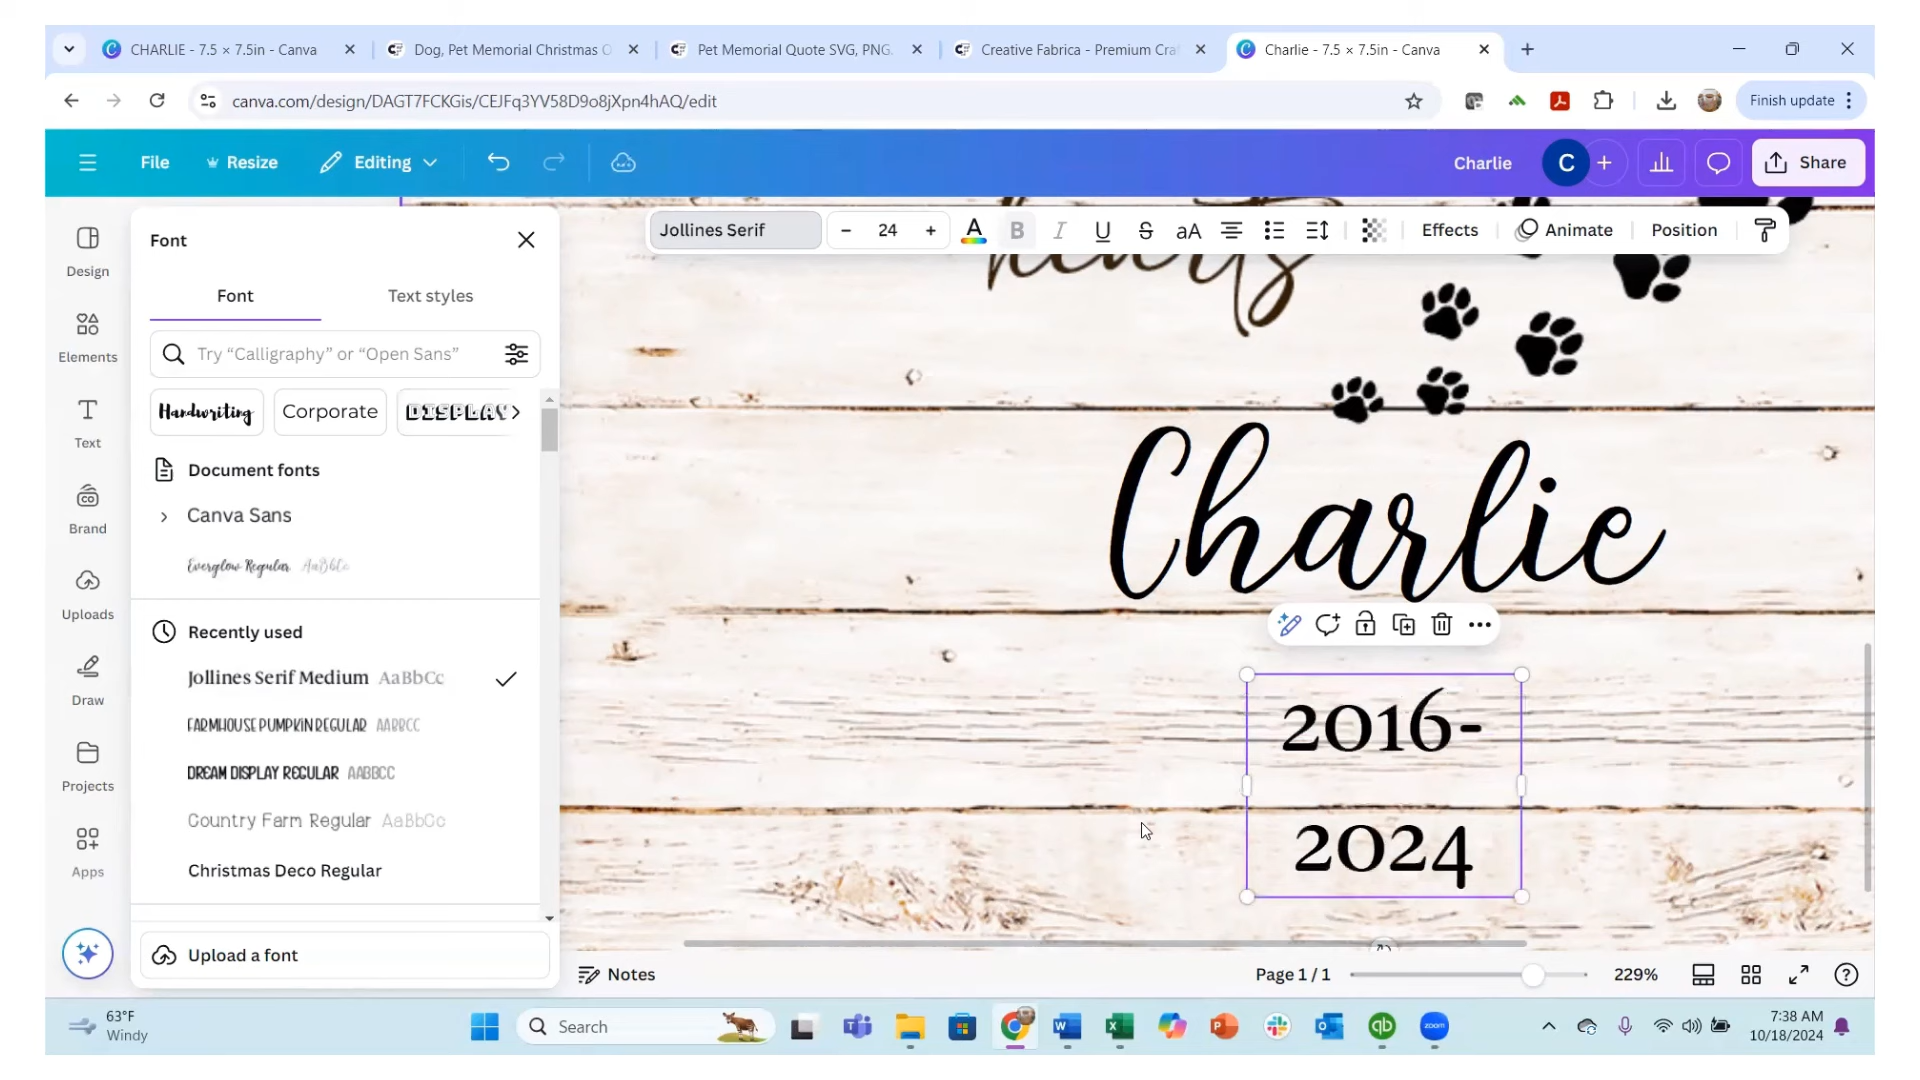 CHARLIE - 7.5 × 7.5in - Canva
Dog, Pet Memorial Christmas O
Pet Memorial Quote SVG, PNG.
Creative Fabrica - Premium Cra
Charlie - 7.5 × 7.5in - Canva
canva.com/design/DAGT7FCKGis/CEJFq3YV58D9o8jXpn4hAQ/edit
Finish update
File
Resize
Editing
Charlie
C
Share
Design
Elements
Text
Brand
Uploads
Draw
Projects
Apps
Font
Font
Text styles
Try “Calligraphy” or “Open Sans”
Handwriting
Corporate
DISPLAY
Document fonts
Canva Sans
Everglow Regular AaBbCc
Recently used
Jollines Serif Medium AaBbCc
FARMHOUSE PUMPKIN REGULAR AABBCC
DREAM DISPLAY REGULAR AABBCC
Country Farm Regular AaBbCc
Christmas Deco Regular
Upload a font
Jollines Serif
24
A
B
I
U
S
aA
Effects
Animate
Position
hearts
Charlie
2016-
2024
Notes
Page 1 / 1
229%
63°F
Windy
Search
7:38 AM
10/18/2024